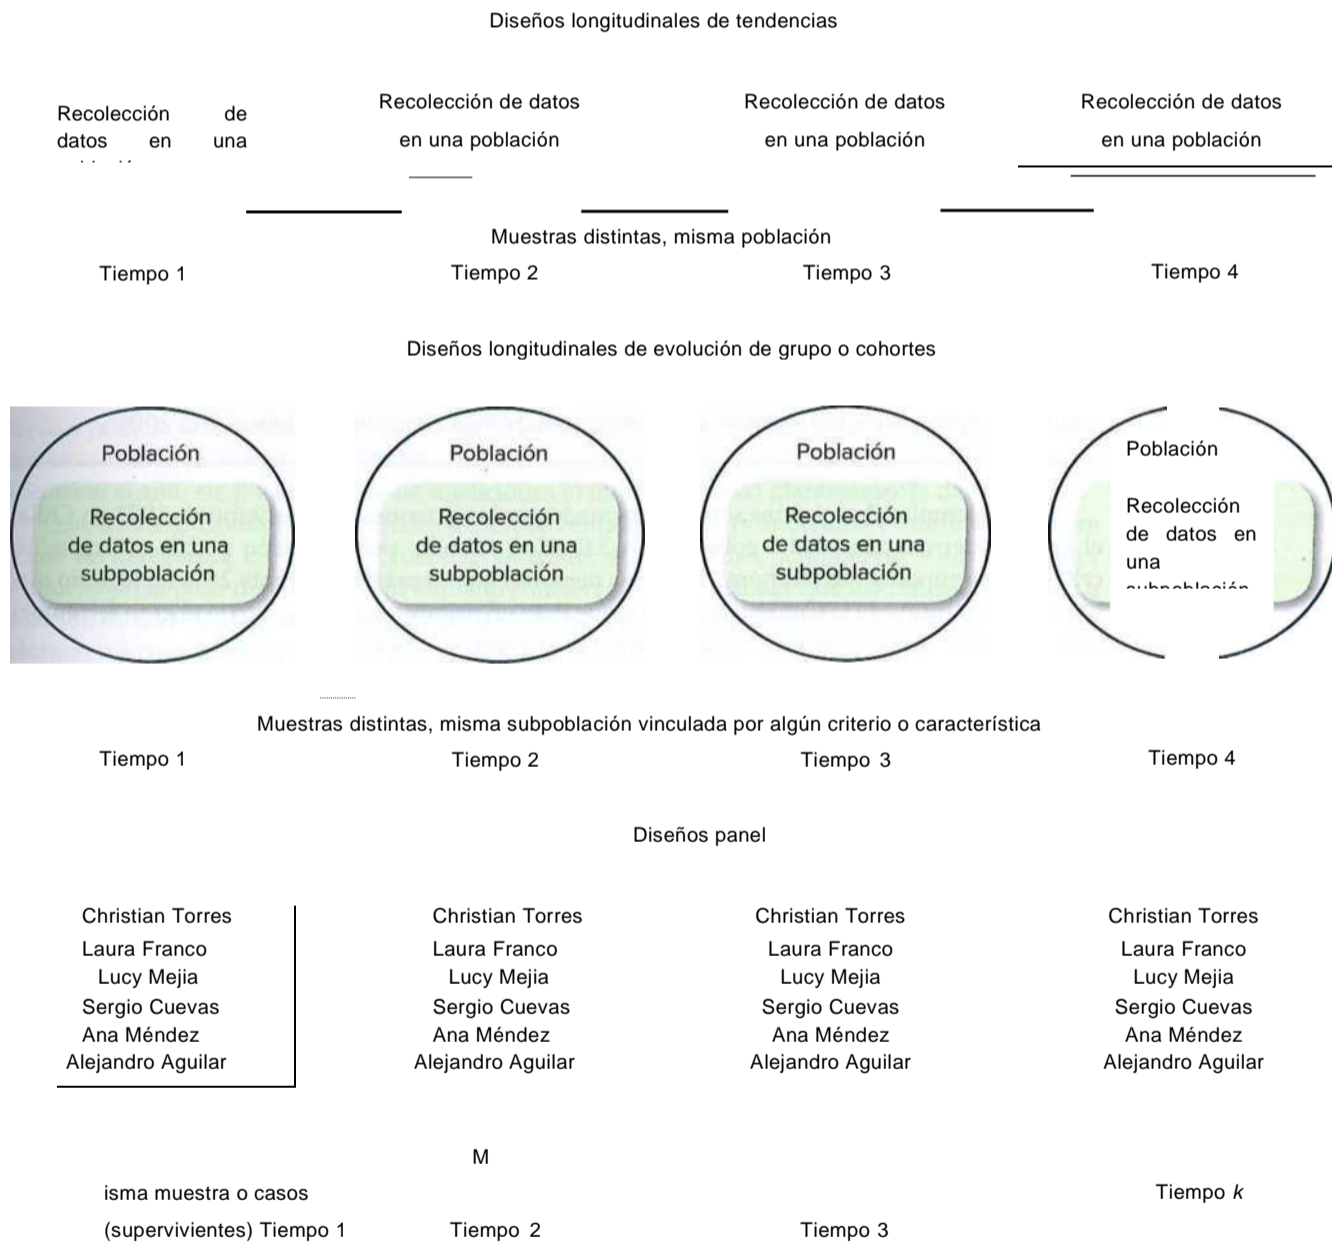 Diseños longitudinales de tendencias
Recolección de
datos en una
Recolección de datos
en una población
Recolección de datos
en una población
Recolección de datos
en una población
Muestras distintas, misma población
Tiempo 1
Tiempo 2
Tiempo 3
Tiempo 4
Diseños longitudinales de evolución de grupo o cohortes
Población
Recolección
de datos en una
subpoblación
Población
Recolección
de datos en una
subpoblación
Población
Recolección
de datos en una
subpoblación
Población
Recolección
de datos en
una
subpoblación
Muestras distintas, misma subpoblación vinculada por algún criterio o característica
Tiempo 1
Tiempo 2
Tiempo 3
Tiempo 4
Diseños panel
Christian Torres
Laura Franco
Lucy Mejia
Sergio Cuevas
Ana Méndez
Alejandro Aguilar
Christian Torres
Laura Franco
Lucy Mejia
Sergio Cuevas
Ana Méndez
Alejandro Aguilar
Christian Torres
Laura Franco
Lucy Mejia
Sergio Cuevas
Ana Méndez
Alejandro Aguilar
Christian Torres
Laura Franco
Lucy Mejia
Sergio Cuevas
Ana Méndez
Alejandro Aguilar
M
isma muestra o casos
(supervivientes) Tiempo 1
Tiempo 2
Tiempo 3
Tiempo k